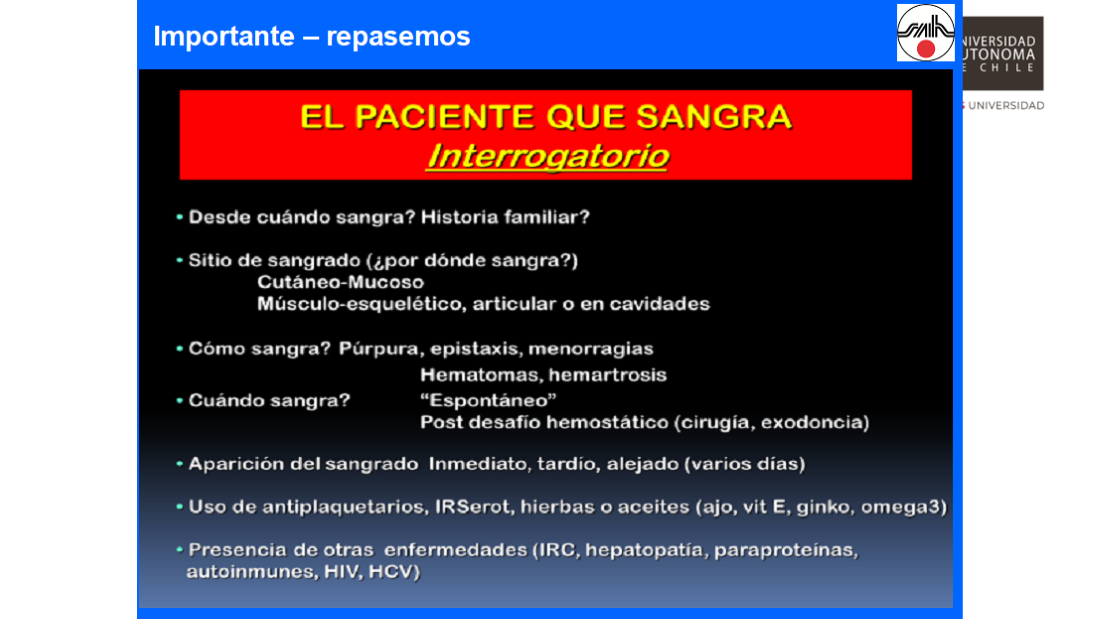 Importante – repasemos
smhh
NIVERSIDAD
UTONOMA
E CHILE
S UNIVERSIDAD
EL PACIENTE QUE SANGRA
Interrogatorio
• Desde cuándo sangra? Historia familiar?
• Sitio de sangrado (¿por dónde sangra?)
Cutáneo-Mucoso
Músculo-esquelético, articular o en cavidades
• Cómo sangra? Púrpura, epistaxis, menorragias
Hematomas, hemartrosis
• Cuándo sangra? “Espontáneo”
Post desafío hemostático (cirugía, exodoncia)
• Aparición del sangrado Inmediato, tardío, alejado (varios días)
• Uso de antiplaquetarios, IRSerot, hierbas o aceites (ajo, vit E, ginko, omega3)
• Presencia de otras enfermedades (IRC, hepatopatía, paraproteínas,
autoinmunes, HIV, HCV)